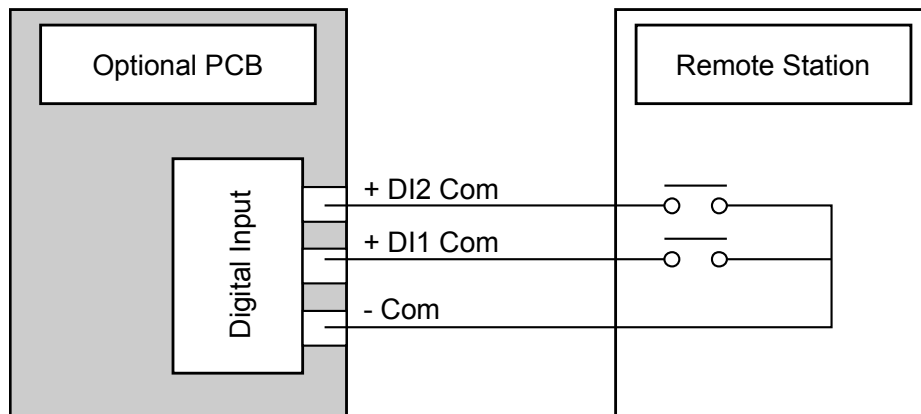 Optional PCB
Remote Station
Digital Input
+ DI2 Com
+ DI1 Com
- Com